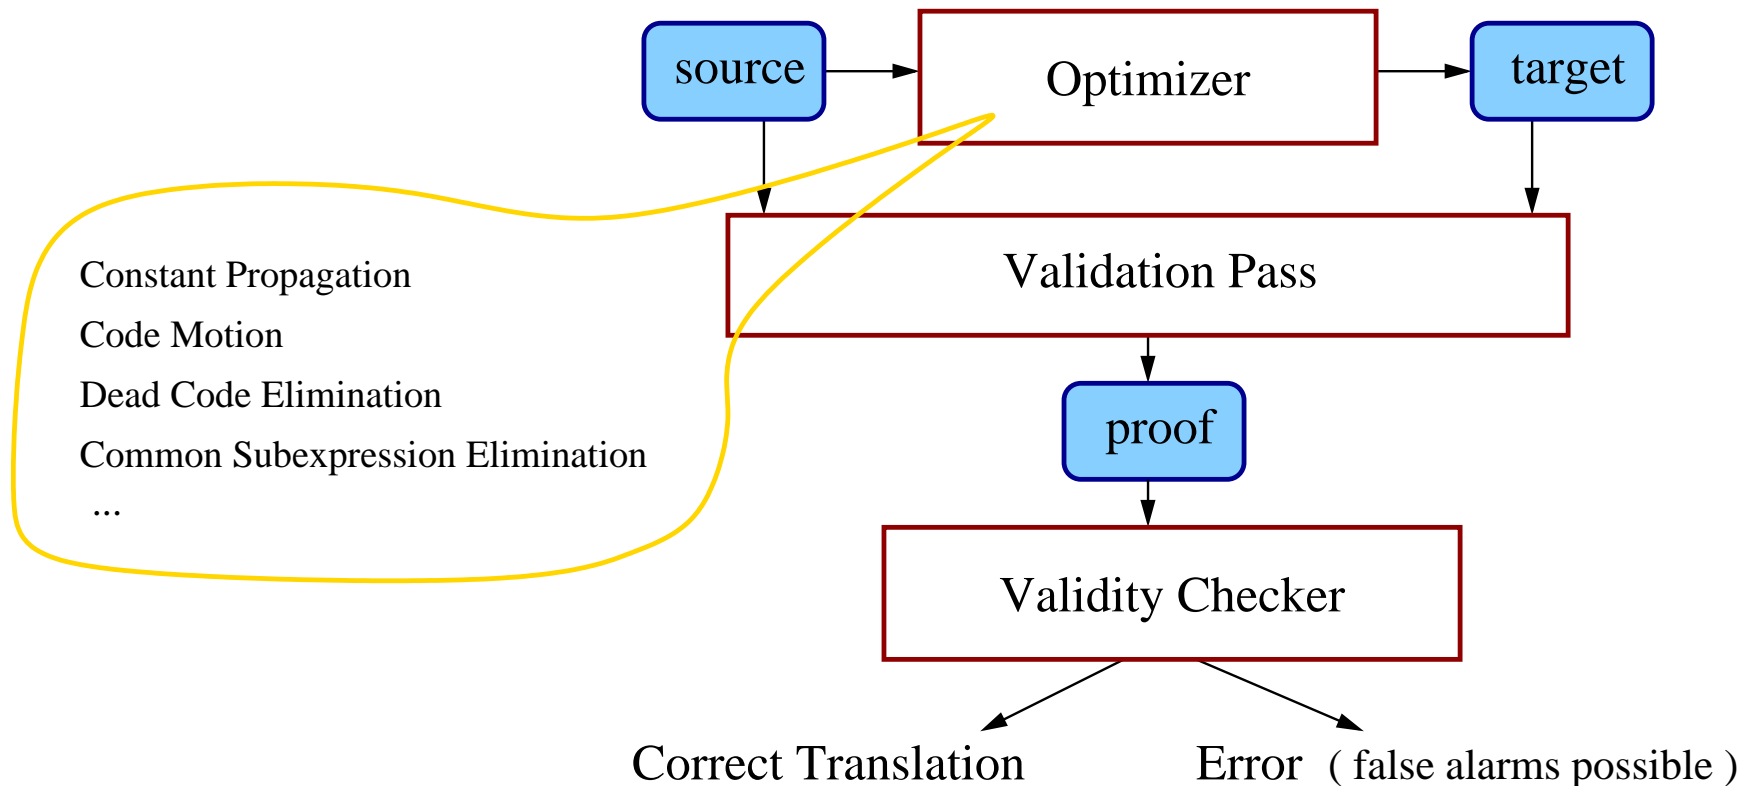 source
Optimizer
target
Constant Propagation
Code Motion
Dead Code Elimination
Common Subexpression Elimination
...
Validation Pass
proof
Validity Checker
Correct Translation
Error ( false alarms possible )